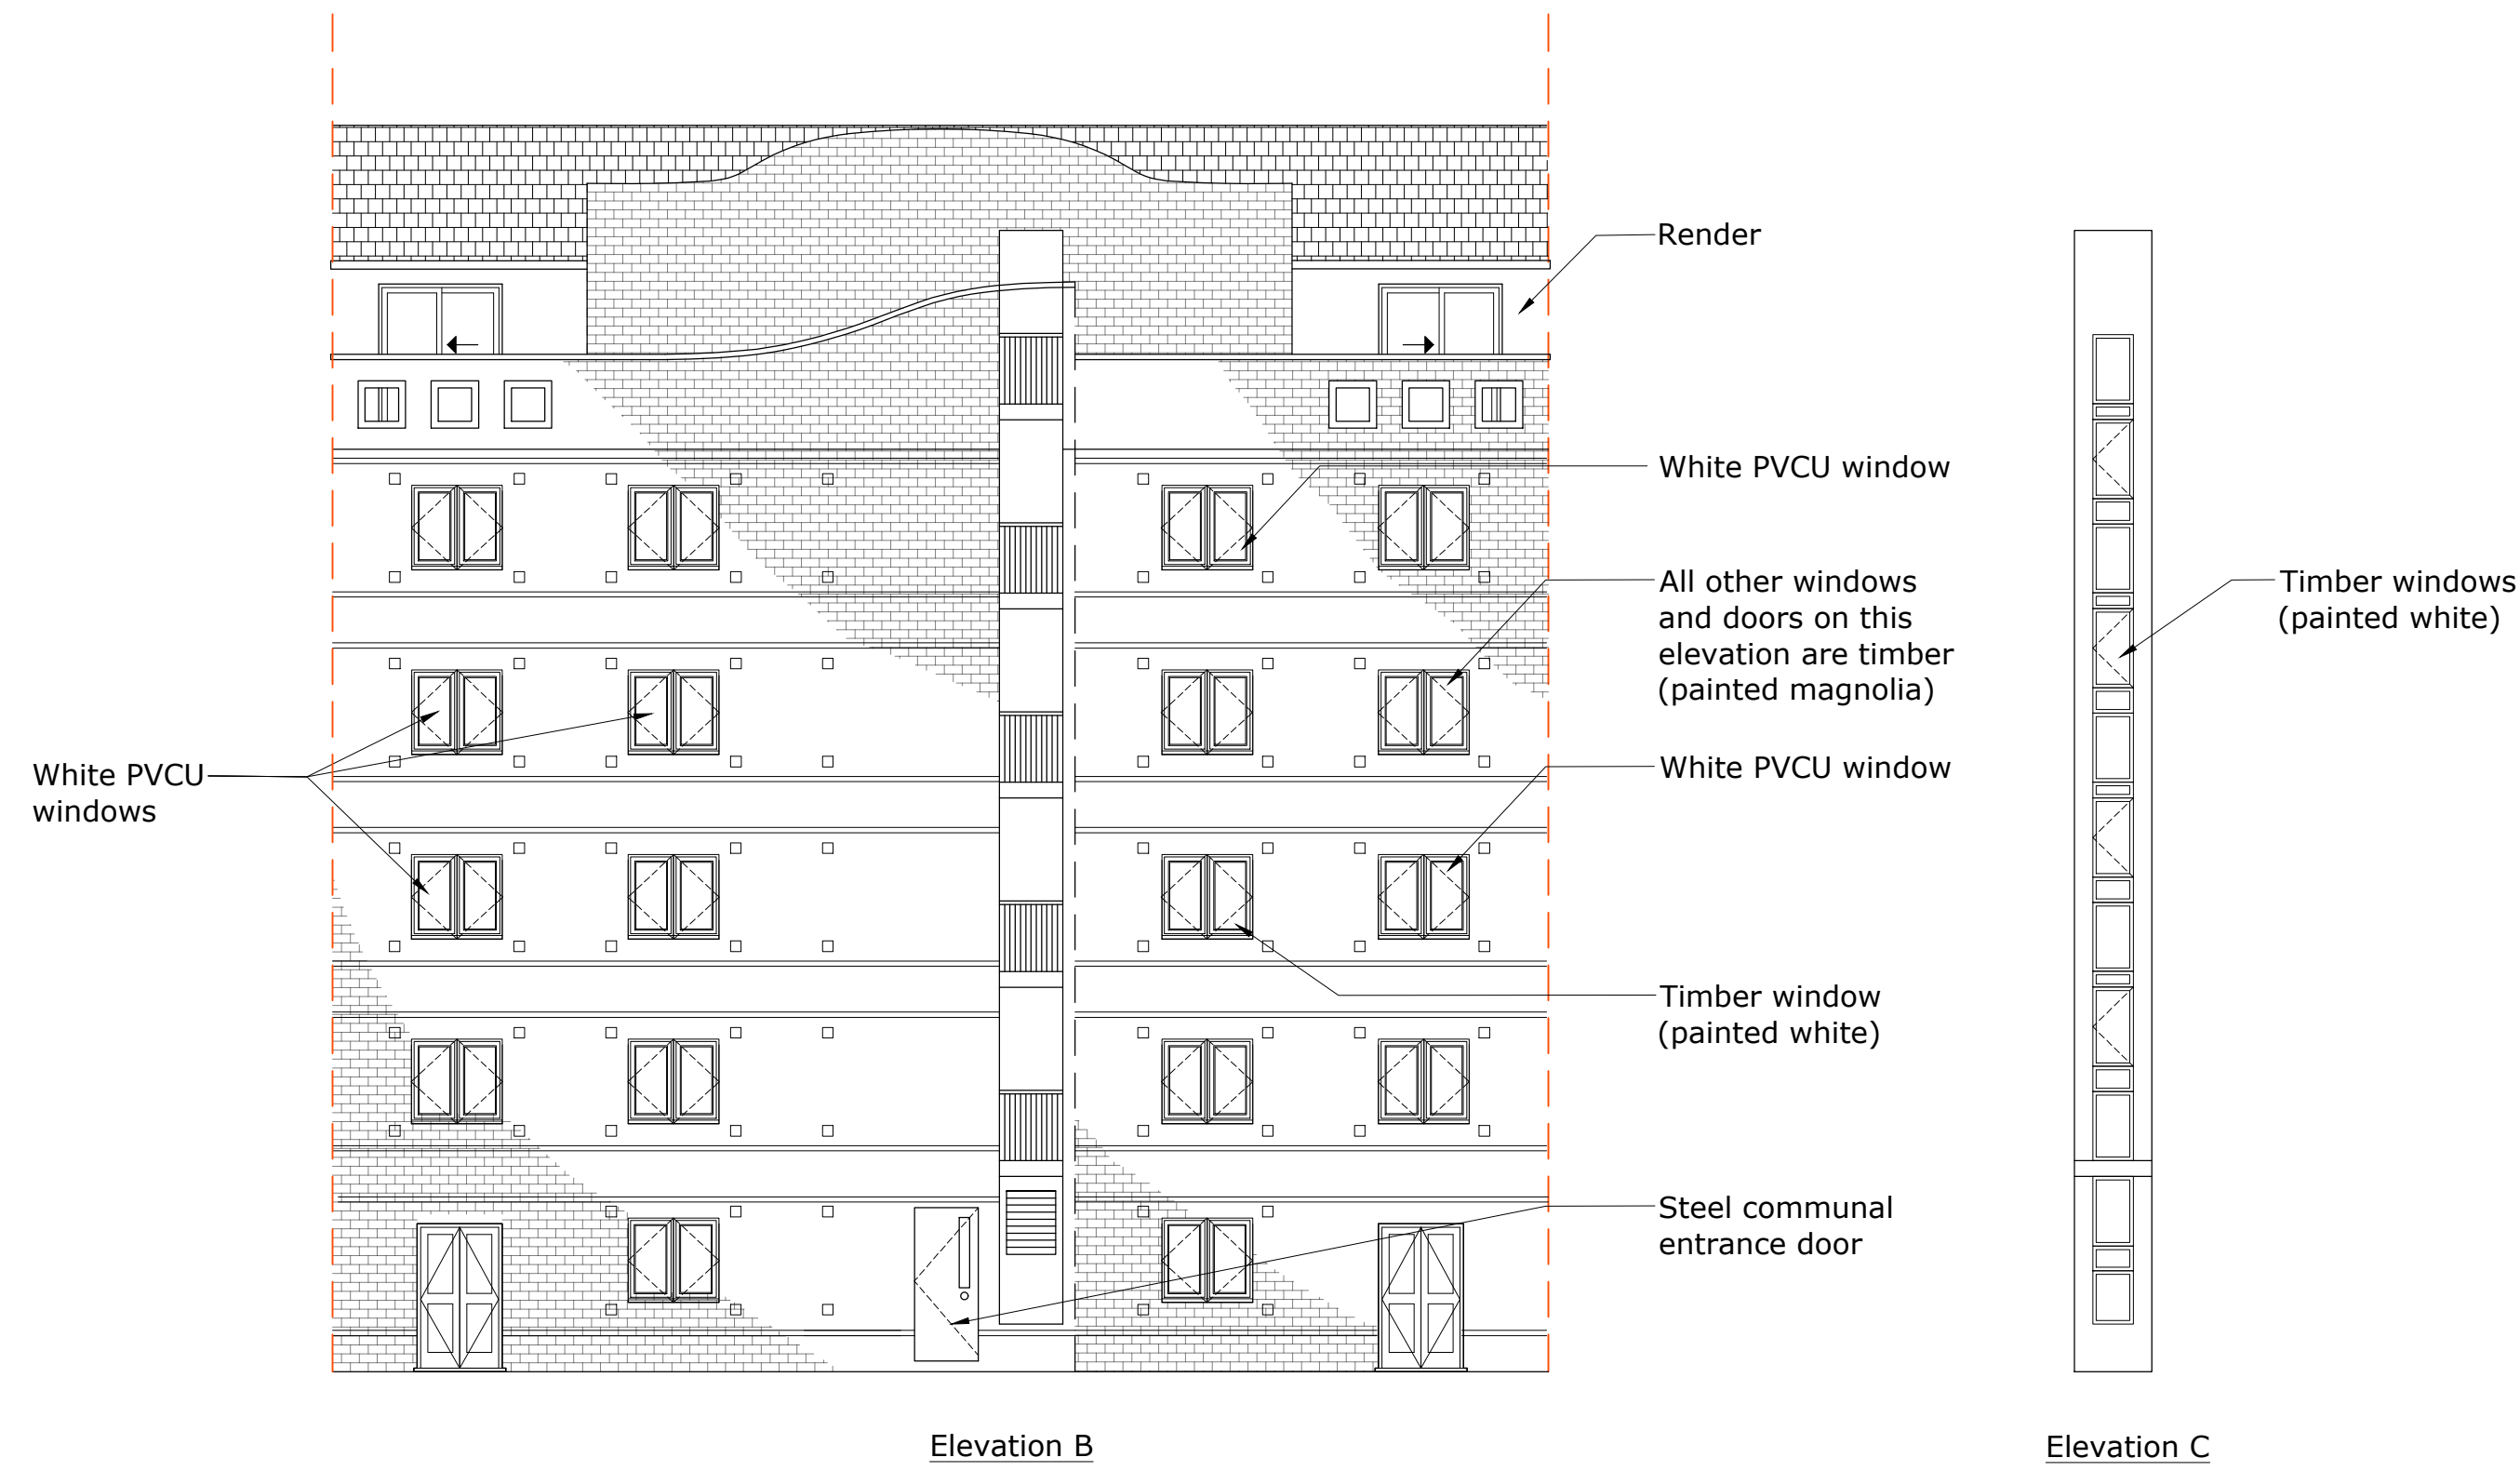 Render
White PVCU window
All other windows
and doors on this
elevation are timber
(painted magnolia)
White PVCU window
White PVCU
windows
Timber window
(painted white)
Steel communal
entrance door
Timber windows
(painted white)
Elevation B
Elevation C